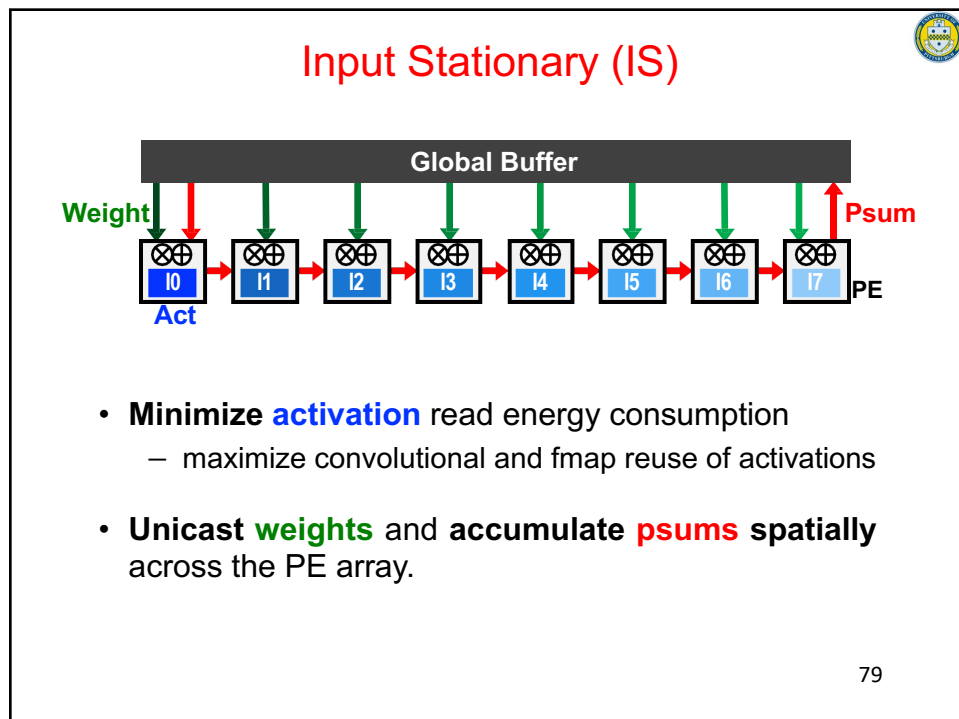 Input Stationary (IS)
Global Buffer
Weight
Psum
I0 I1 I2 I3 I4 I5 I6 I7
PE
Act
• Minimize activation read energy consumption
– maximize convolutional and fmap reuse of activations
• Unicast weights and accumulate psums spatially
across the PE array.
79